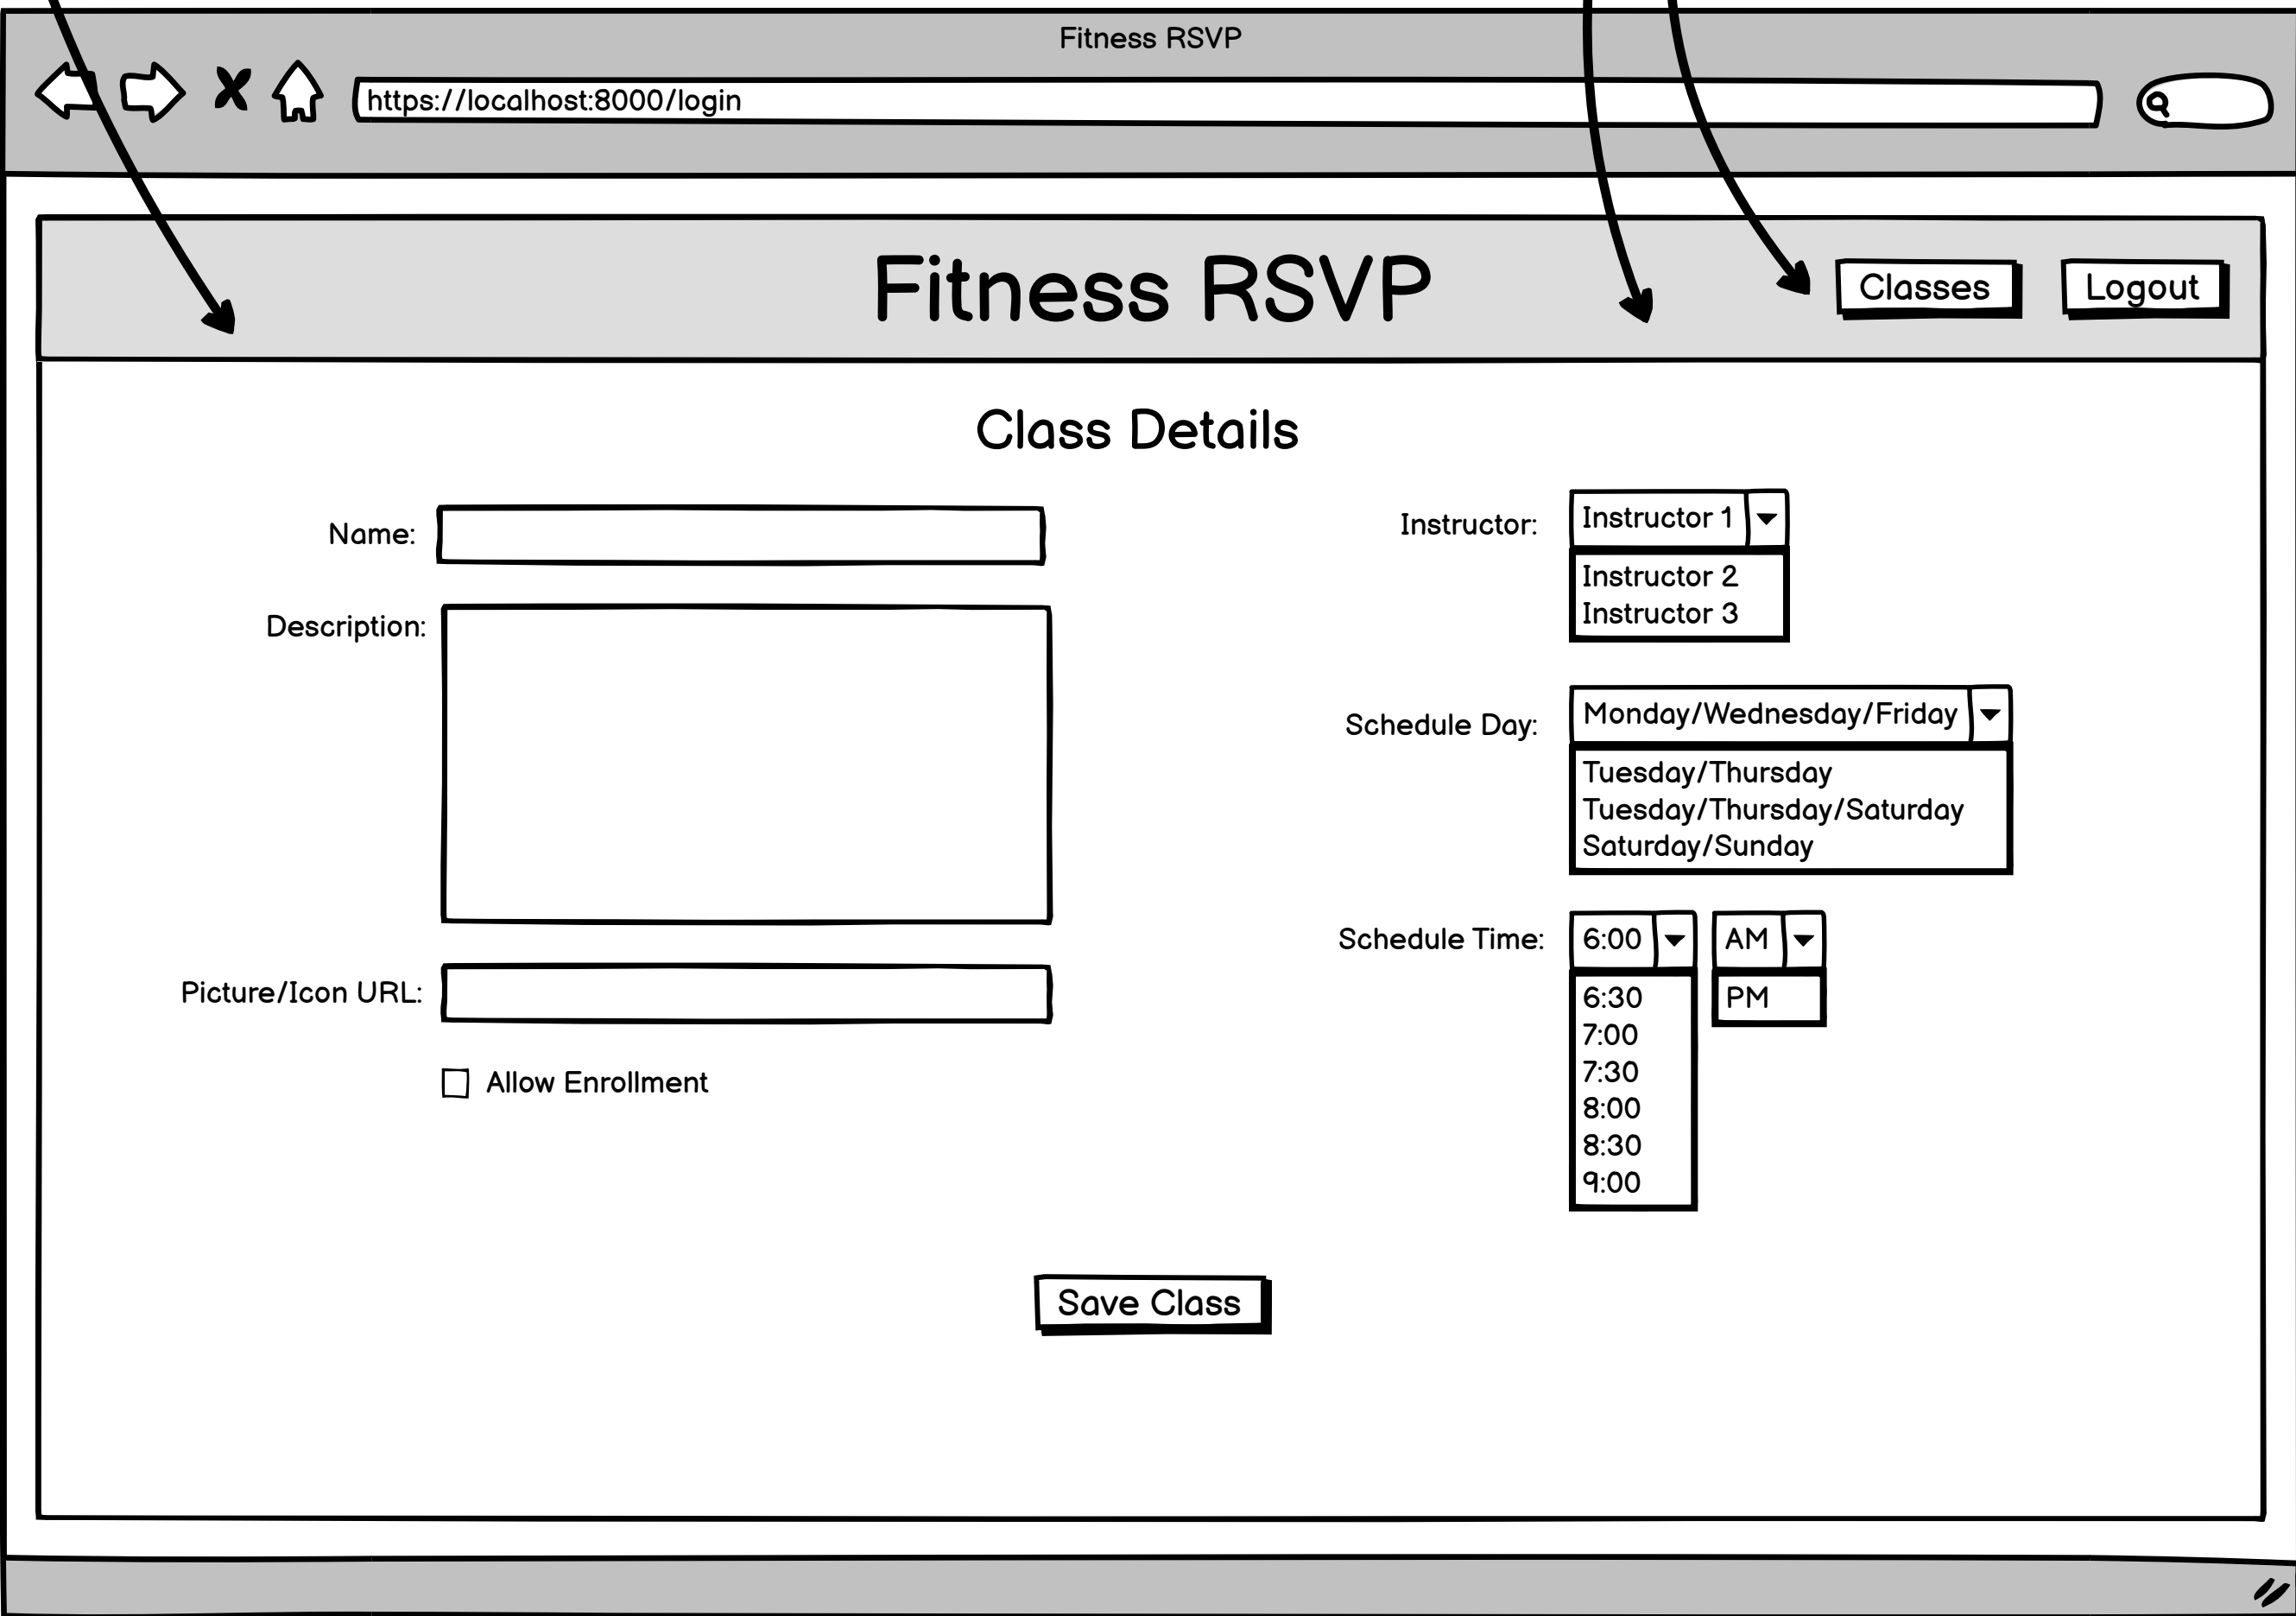 Fitness RSVP
https://localhost:8000/login
Fitness RSVP
Classes
Logout
Class Details
Name:
Description:
Picture/Icon URL:
Allow Enrollment
Instructor:
Instructor 1
Instructor 2
Instructor 3
Schedule Day:
Monday/Wednesday/Friday
Tuesday/Thursday
Tuesday/Thursday/Saturday
Saturday/Sunday
Schedule Time:
6:00
6:30
7:00
7:30
8:00
8:30
9:00
AM
PM
Save Class